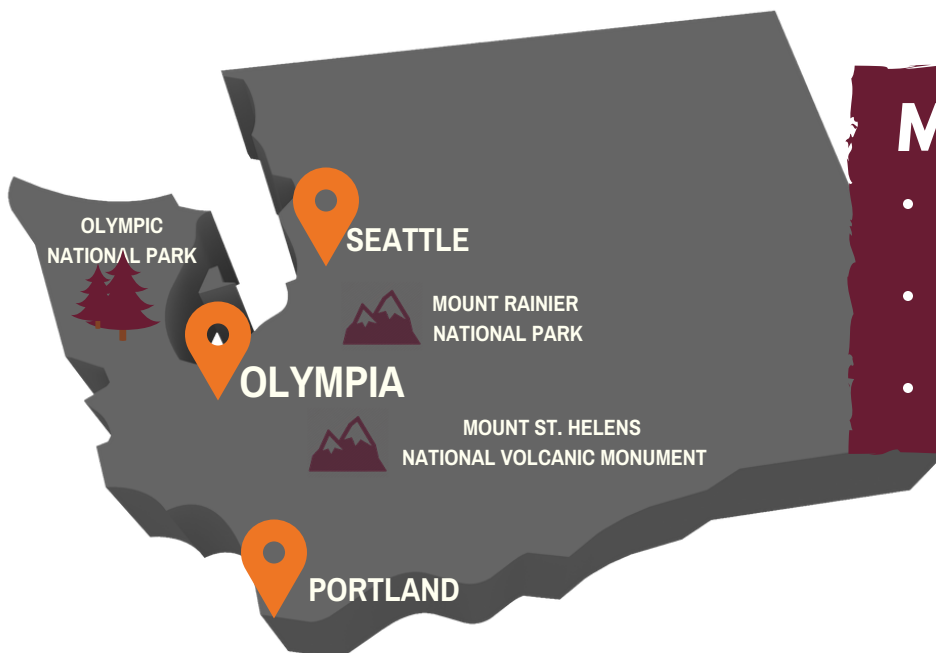 M
OLYMPIC
NATIONAL PARK
SEATTLE
MOUNT RAINIER
NATIONAL PARK
OLYMPIA
MOUNT ST. HELENS
NATIONAL VOLCANIC MONUMENT
PORTLAND